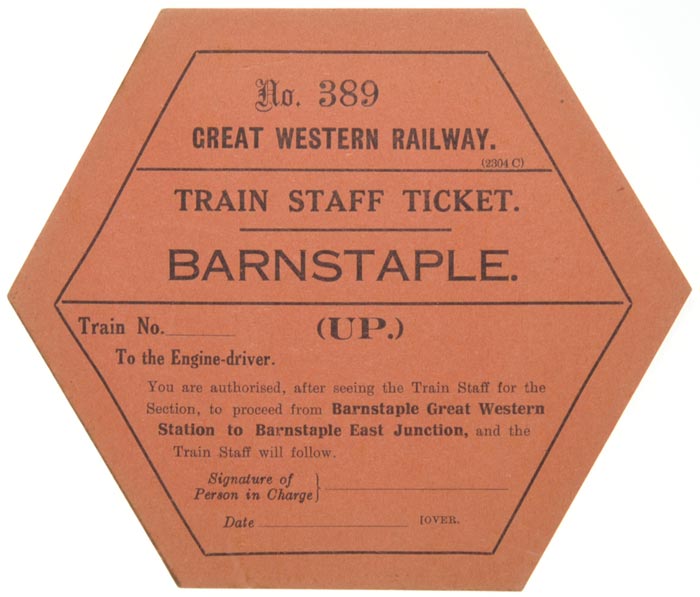 No. 389
GREAT WESTERN RAILWAY.
(2304 C)
TRAIN STAFF TICKET.
BARNSTAPLE.
Train No. (UP.)
To the Engine-driver.
You are authorised, after seeing the Train Staff for the
Section, to proceed from Barnstaple Great Western
Station to Barnstaple East Junction, and the
Train Staff will follow.
Signature of
Person in Charge}
Date [OVER.